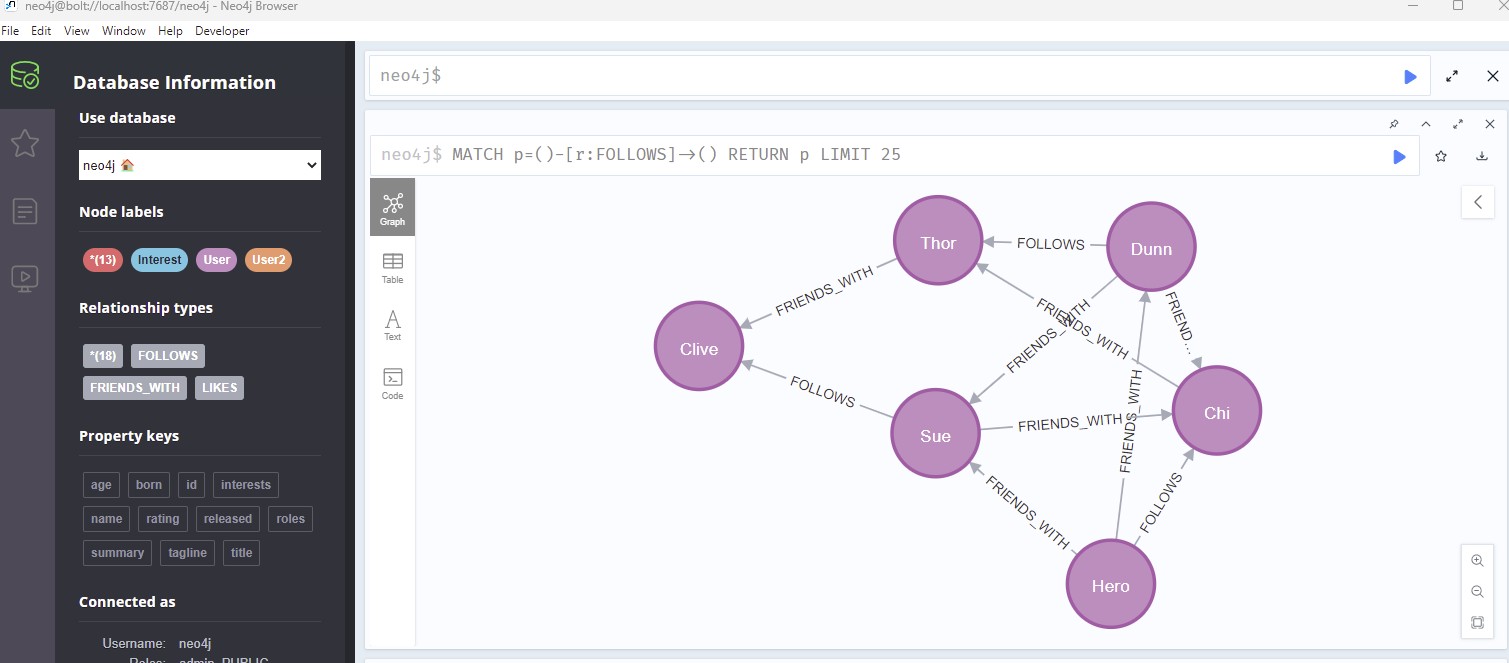 neo4j@bolt://localhost:7687/neo4j - Neo4j Browser
File Edit View Window Help Developer
Database Information
Use database
neo4j
Node labels
*(13) Interest User User2
Relationship types
*(18) FOLLOWS
FRIENDS_WITH LIKES
Property keys
age born id interests
name rating released roles
summary tagline title
Connected as
Username: neo4j
Roles: admin, PUBLIC
neo4j$
neo4j$ MATCH p=()-[r:FOLLOWS]->() RETURN p LIMIT 25
Graph
Table
Text
Code
Thor
FOLLOWS
Dunn
FRIENDS_WITH
FRIENDS_WITH
FRIENDS_WITH
FRIEND...
Clive
FOLLOWS
Sue
FRIENDS_WITH
FRIENDS_WITH
Chi
FRIENDS_WITH
FOLLOWS
Hero